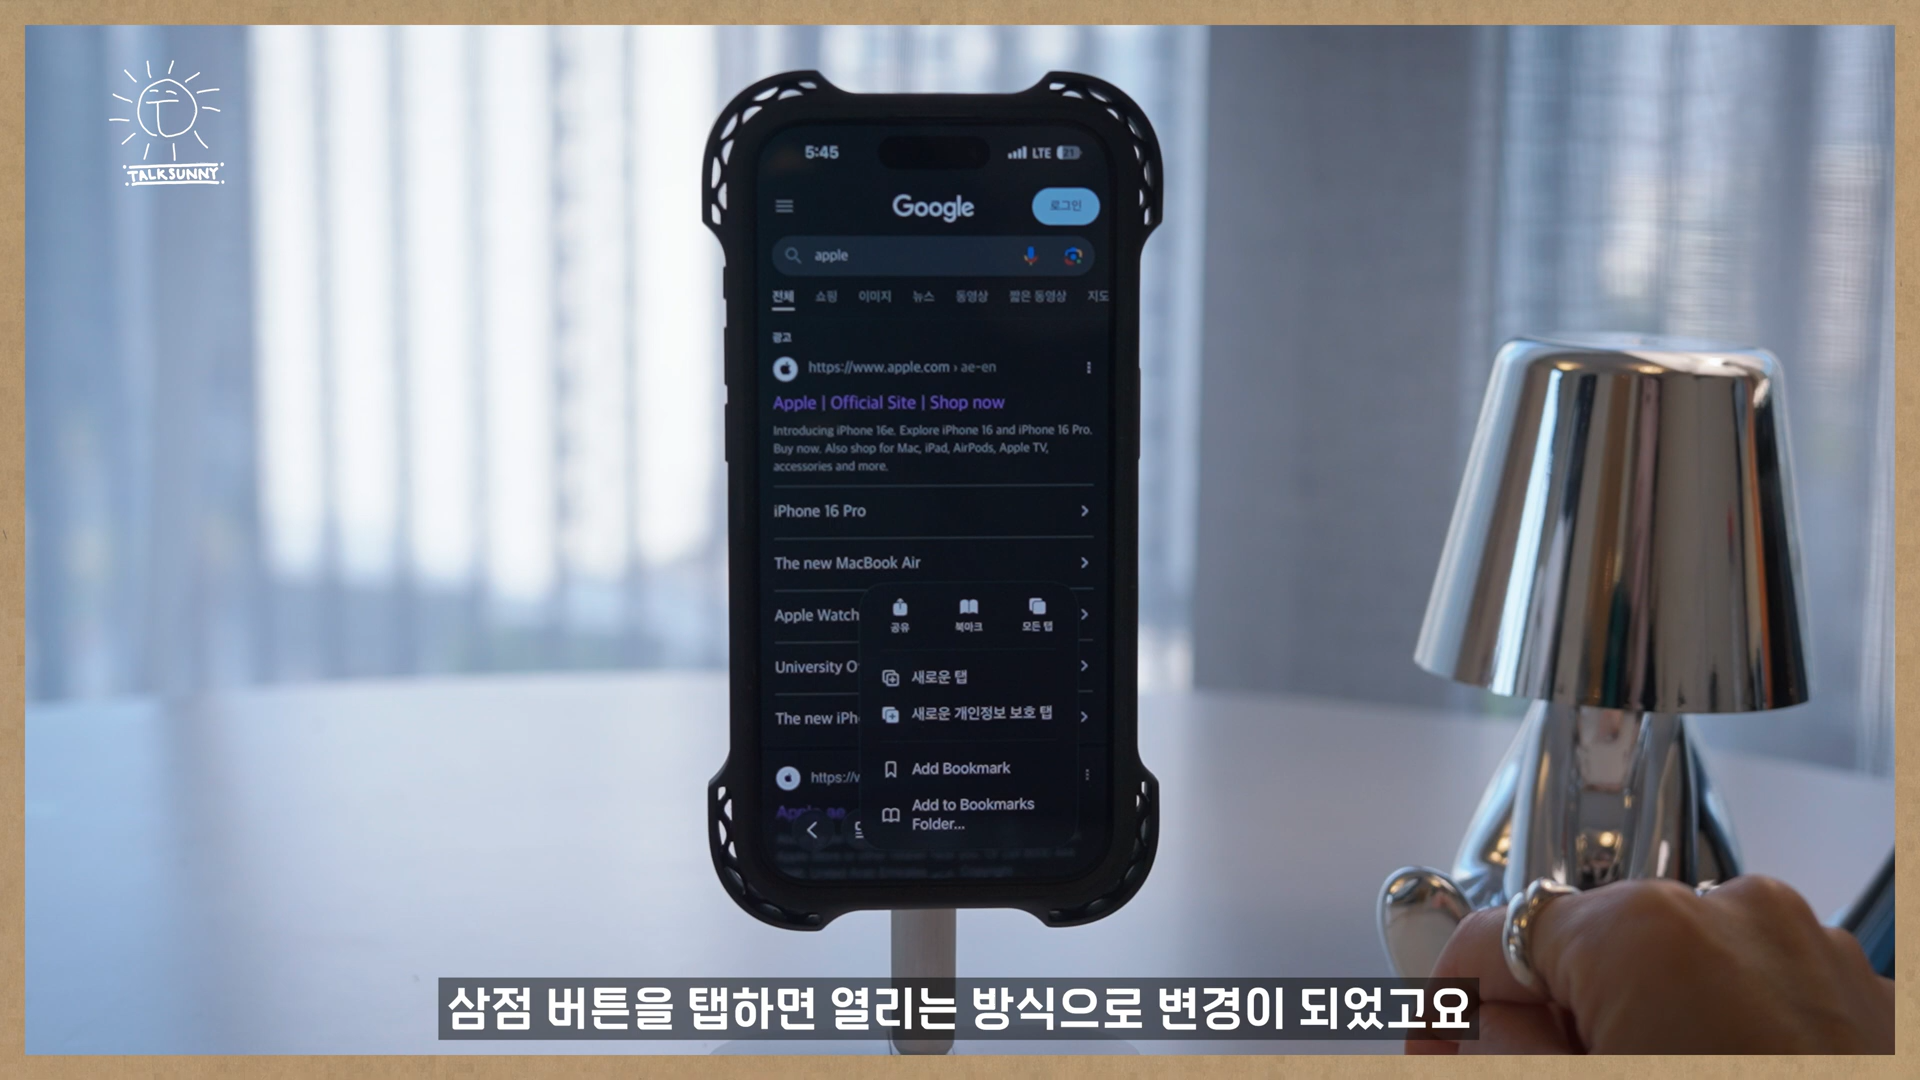 TALKSUNNY
5:45
LTE 21
Google
로그인
apple
전체 쇼핑 이미지 뉴스 동영상 짧은 동영상 지도
광고
https://www.apple.com › ae-en
Apple | Official Site | Shop now
Introducing iPhone 16e. Explore iPhone 16 and iPhone 16 Pro.
Buy now. Also shop for Mac, iPad, AirPods, Apple TV,
accessories and more.
iPhone 16 Pro
The new MacBook Air
Apple Watch
University O
The new iPh
https://w
공유 북마크 모든 탭
새로운 탭
새로운 개인정보 보호 탭
Add Bookmark
Add to Bookmarks
Folder...
삼점 버튼을 탭하면 열리는 방식으로 변경이 되었고요